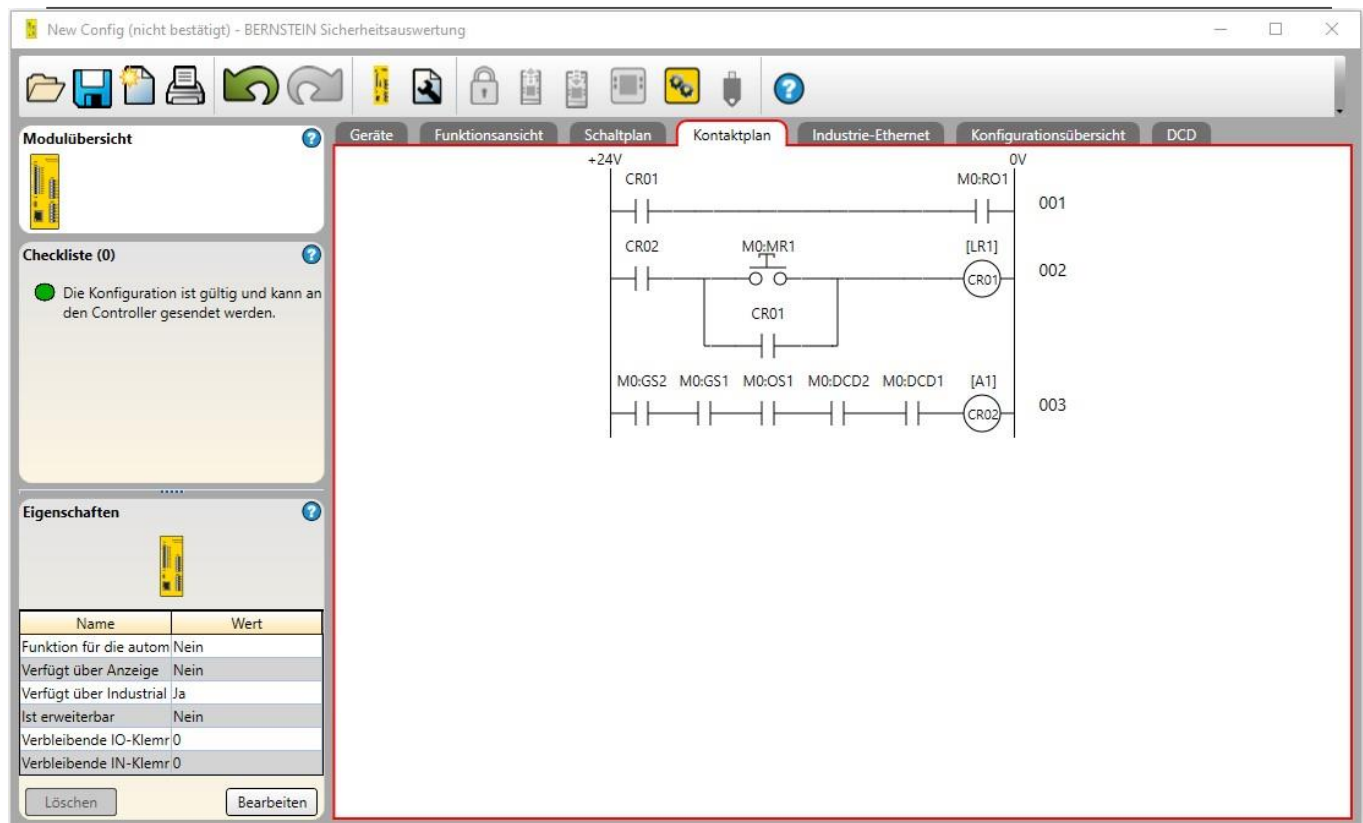 New Config (nicht bestätigt) - BERNSTEIN Sicherheitsauswertung
Modulübersicht
Geräte Funktionsansicht Schaltplan Kontaktplan Industrie-Ethernet Konfigurationsübersicht DCD
+24V 0V
CR01 M0:RO1
001
Checkliste (0)
Die Konfiguration ist gültig und kann an
den Controller gesendet werden.
CR02 M0:MR1 [LR1]
CR01 002
CR01
M0:GS2 M0:GS1 M0:OS1 M0:DCD2 M0:DCD1 [A1]
CR02 003
Eigenschaften
Name Wert
Funktion für die autom Nein
Verfügt über Anzeige Nein
Verfügt über Industrial Ja
Ist erweiterbar Nein
Verbleibende IO-Klemr 0
Verbleibende IN-Klemr 0
Löschen Bearbeiten